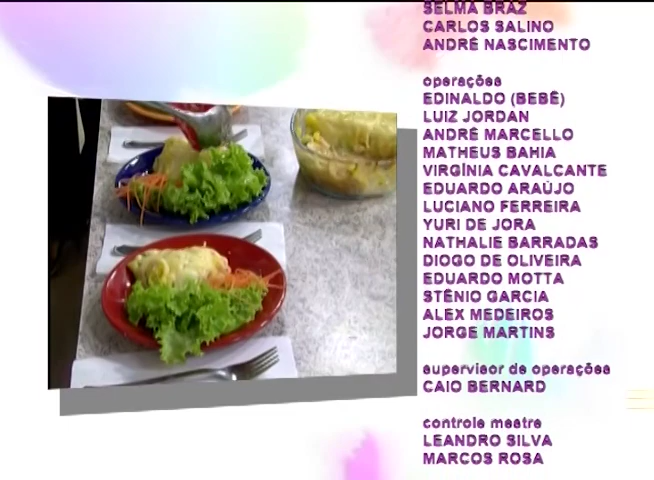 SELMA BRAZ
CARLOS SALINO
ANDRÉ NASCIMENTO
operações
EDINALDO (BEBÊ)
LUIZ JORDAN
ANDRÉ MARCELLO
MATHEUS BAHIA
VIRGÍNIA CAVALCANTE
EDUARDO ARAÚJO
LUCIANO FERREIRA
YURI DE JORA
NATHALIE BARRADAS
DIOGO DE OLIVEIRA
EDUARDO MOTTA
STÊNIO GARCIA
ALEX MEDEIROS
JORGE MARTINS
supervisor de operações
CAIO BERNARD
controle mestre
LEANDRO SILVA
MARCOS ROSA